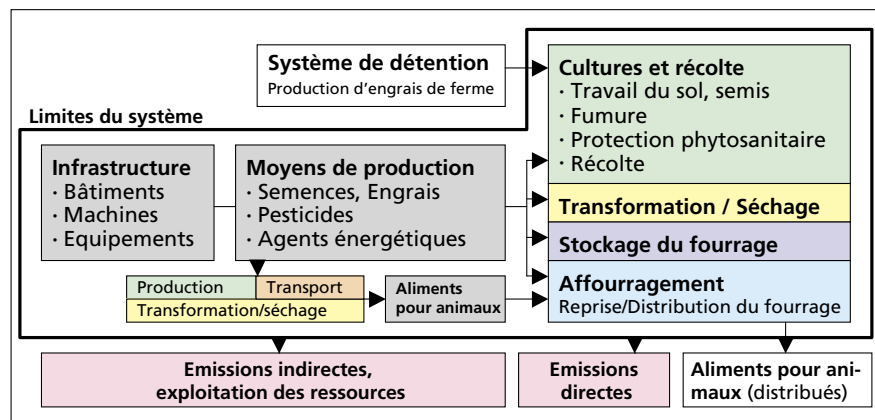 Système de détention
Production d'engrais de ferme
Limites du système
Cultures et récolte
· Travail du sol, semis
· Fumure
· Protection phytosanitaire
· Récolte
Infrastructure
· Bâtiments
· Machines
· Equipements
Moyens de production
· Semences, Engrais
· Pesticides
· Agents énergétiques
Transformation / Séchage
Stockage du fourrage
Affourragement
Reprise/Distribution du fourrage
Production
Transport
Transformation/séchage
Aliments
pour animaux
Emissions indirectes,
exploitation des ressources
Emissions
directes
Aliments pour ani-
maux (distribués)